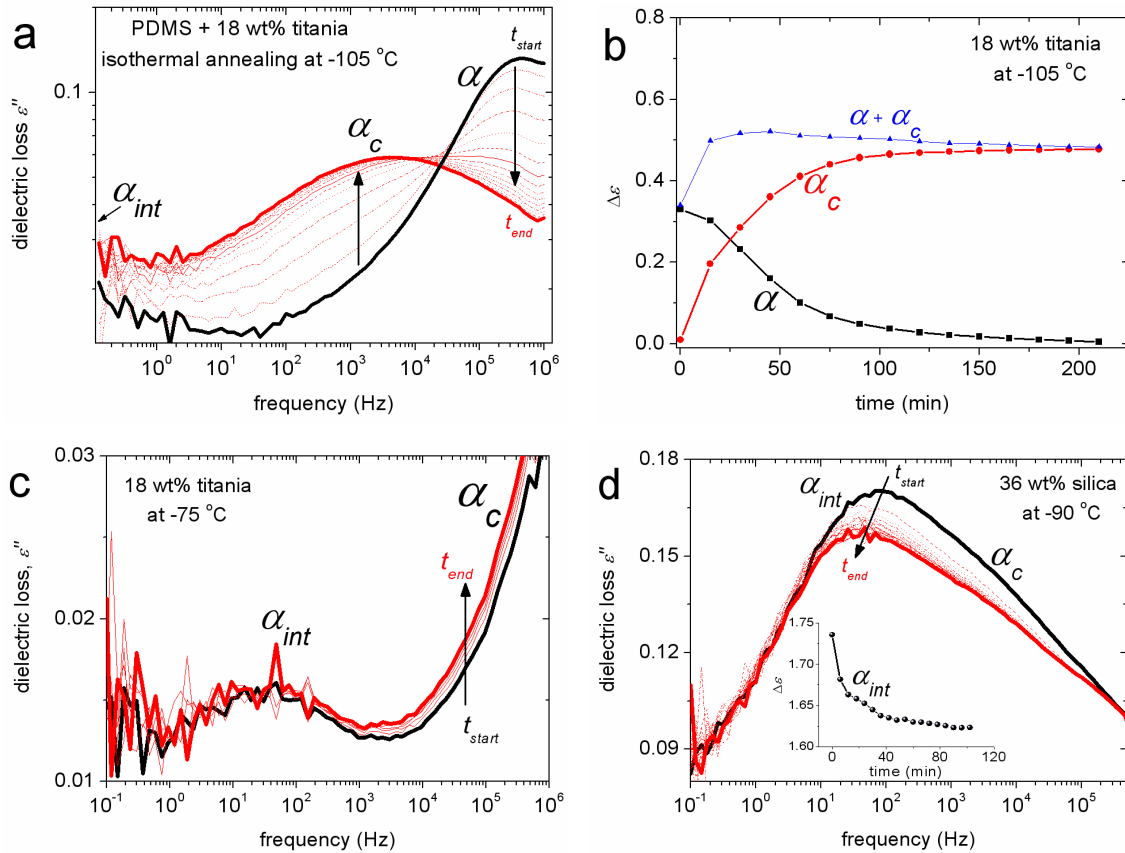 a
PDMS + 18 wt% titania
isothermal annealing at -105 °C
t_start
α
α_c
α_int
t_end
0.1
dielectric loss ε″
10^0 10^1 10^2 10^3 10^4 10^5 10^6
frequency (Hz)
b
18 wt% titania
at -105 °C
α + α_c
α_c
α
0.8
0.6
0.4
0.2
0.0
Δε
0 50 100 150 200
time (min)
c
18 wt% titania
at -75 °C
α_c
t_end
α_int
t_start
0.03
0.02
0.01
dielectric loss, ε″
10^-1 10^0 10^1 10^2 10^3 10^4 10^5 10^6
frequency (Hz)
d
36 wt% silica
at -90 °C
α_int
t_start
α_c
t_end
0.18
0.15
0.12
0.09
dielectric loss ε″
1.75
1.70
1.65
1.60
Δε
α_int
0 40 80 120
time (min)
10^-1 10^0 10^1 10^2 10^3 10^4 10^5
frequency (Hz)